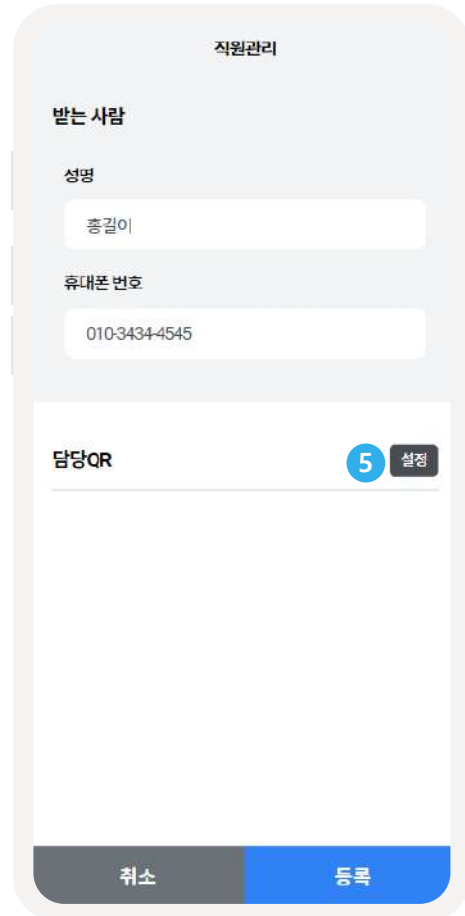 직원관리
받는 사람
성명
홍길이
휴대폰 번호
010-3434-4545
담당QR 5 설정
취소 등록